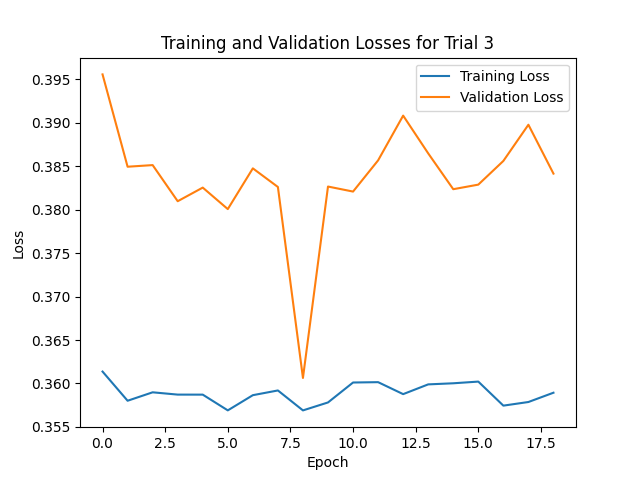 Training and Validation Losses for Trial 3
Training Loss
Validation Loss
0.395
0.390
0.385
0.380
0.375
0.370
0.365
0.360
0.355
Loss
0.0 2.5 5.0 7.5 10.0 12.5 15.0 17.5
Epoch